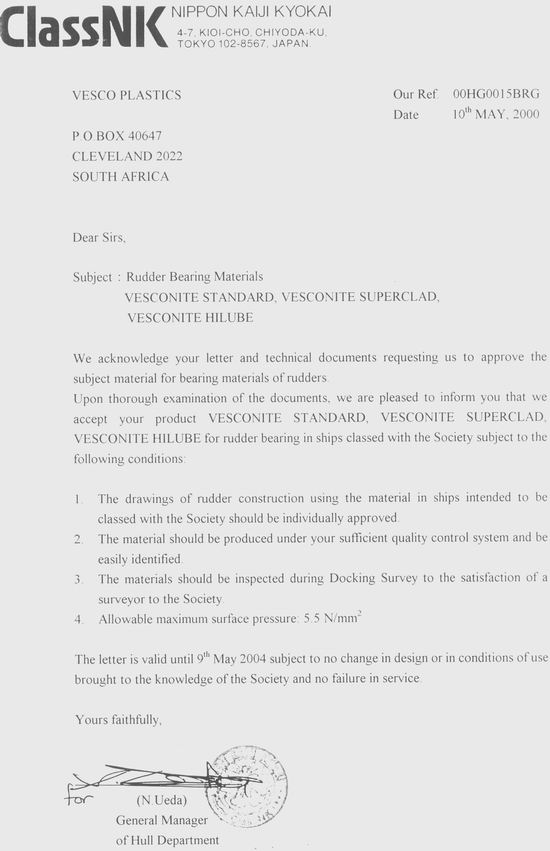 ClassNK
NIPPON KAIJI KYOKAI
4-7, KIOI-CHO, CHIYODA-KU,
TOKYO 102-8567, JAPAN.
VESCO PLASTICS
Our Ref. 00HG0015BRG
Date 10th MAY, 2000
P.O.BOX 40647
CLEVELAND 2022
SOUTH AFRICA
Dear Sirs,
Subject : Rudder Bearing Materials
VESCONITE STANDARD, VESCONITE SUPERCLAD,
VESCONITE HILUBE
We acknowledge your letter and technical documents requesting us to approve the
subject material for bearing materials of rudders.
Upon thorough examination of the documents, we are pleased to inform you that we
accept your product VESCONITE STANDARD, VESCONITE SUPERCLAD,
VESCONITE HILUBE for rudder bearing in ships classed with the Society subject to the
following conditions:
1. The drawings of rudder construction using the material in ships intended to be
classed with the Society should be individually approved.
2. The material should be produced under your sufficient quality control system and be
easily identified.
3. The materials should be inspected during Docking Survey to the satisfaction of a
surveyor to the Society
4. Allowable maximum surface pressure: 5.5 N/mm²
The letter is valid until 9th May 2004 subject to no change in design or in conditions of use
brought to the knowledge of the Society and no failure in service.
Yours faithfully,
for
(N.Ueda)
General Manager
of Hull Department